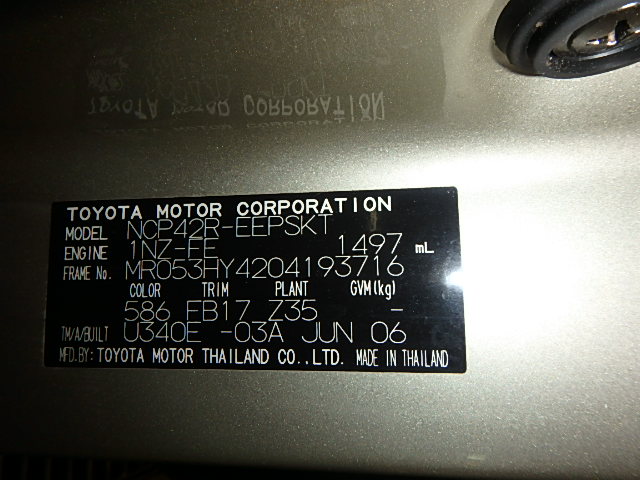 TOYOTA MOTOR CORPORATION
MODEL NCP42R-EEPSKT
ENGINE 1NZ-FE 1497 mL
FRAME No. MR053HY4204193716
COLOR TRIM PLANT GVM(kg)
586 FB17 Z35 -
TM/A/BUILT U340E -03A JUN 06
MFD.BY:TOYOTA MOTOR THAILAND CO.,LTD. MADE IN THAILAND